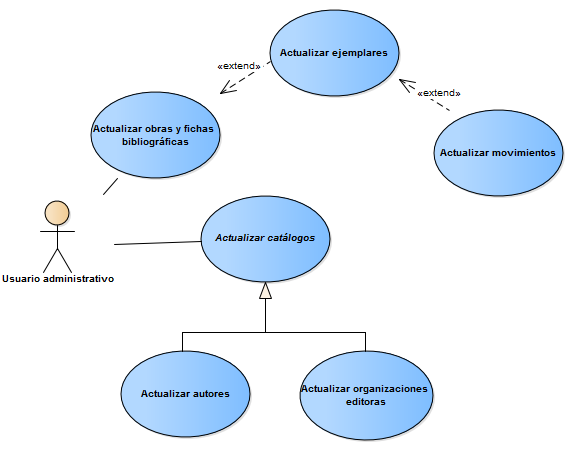 Actualizar ejemplares
«extend»
«extend»
Actualizar obras y fichas
bibliográficas
Actualizar movimientos
Actualizar catálogos
Usuario administrativo
Actualizar autores
Actualizar organizaciones
editoras